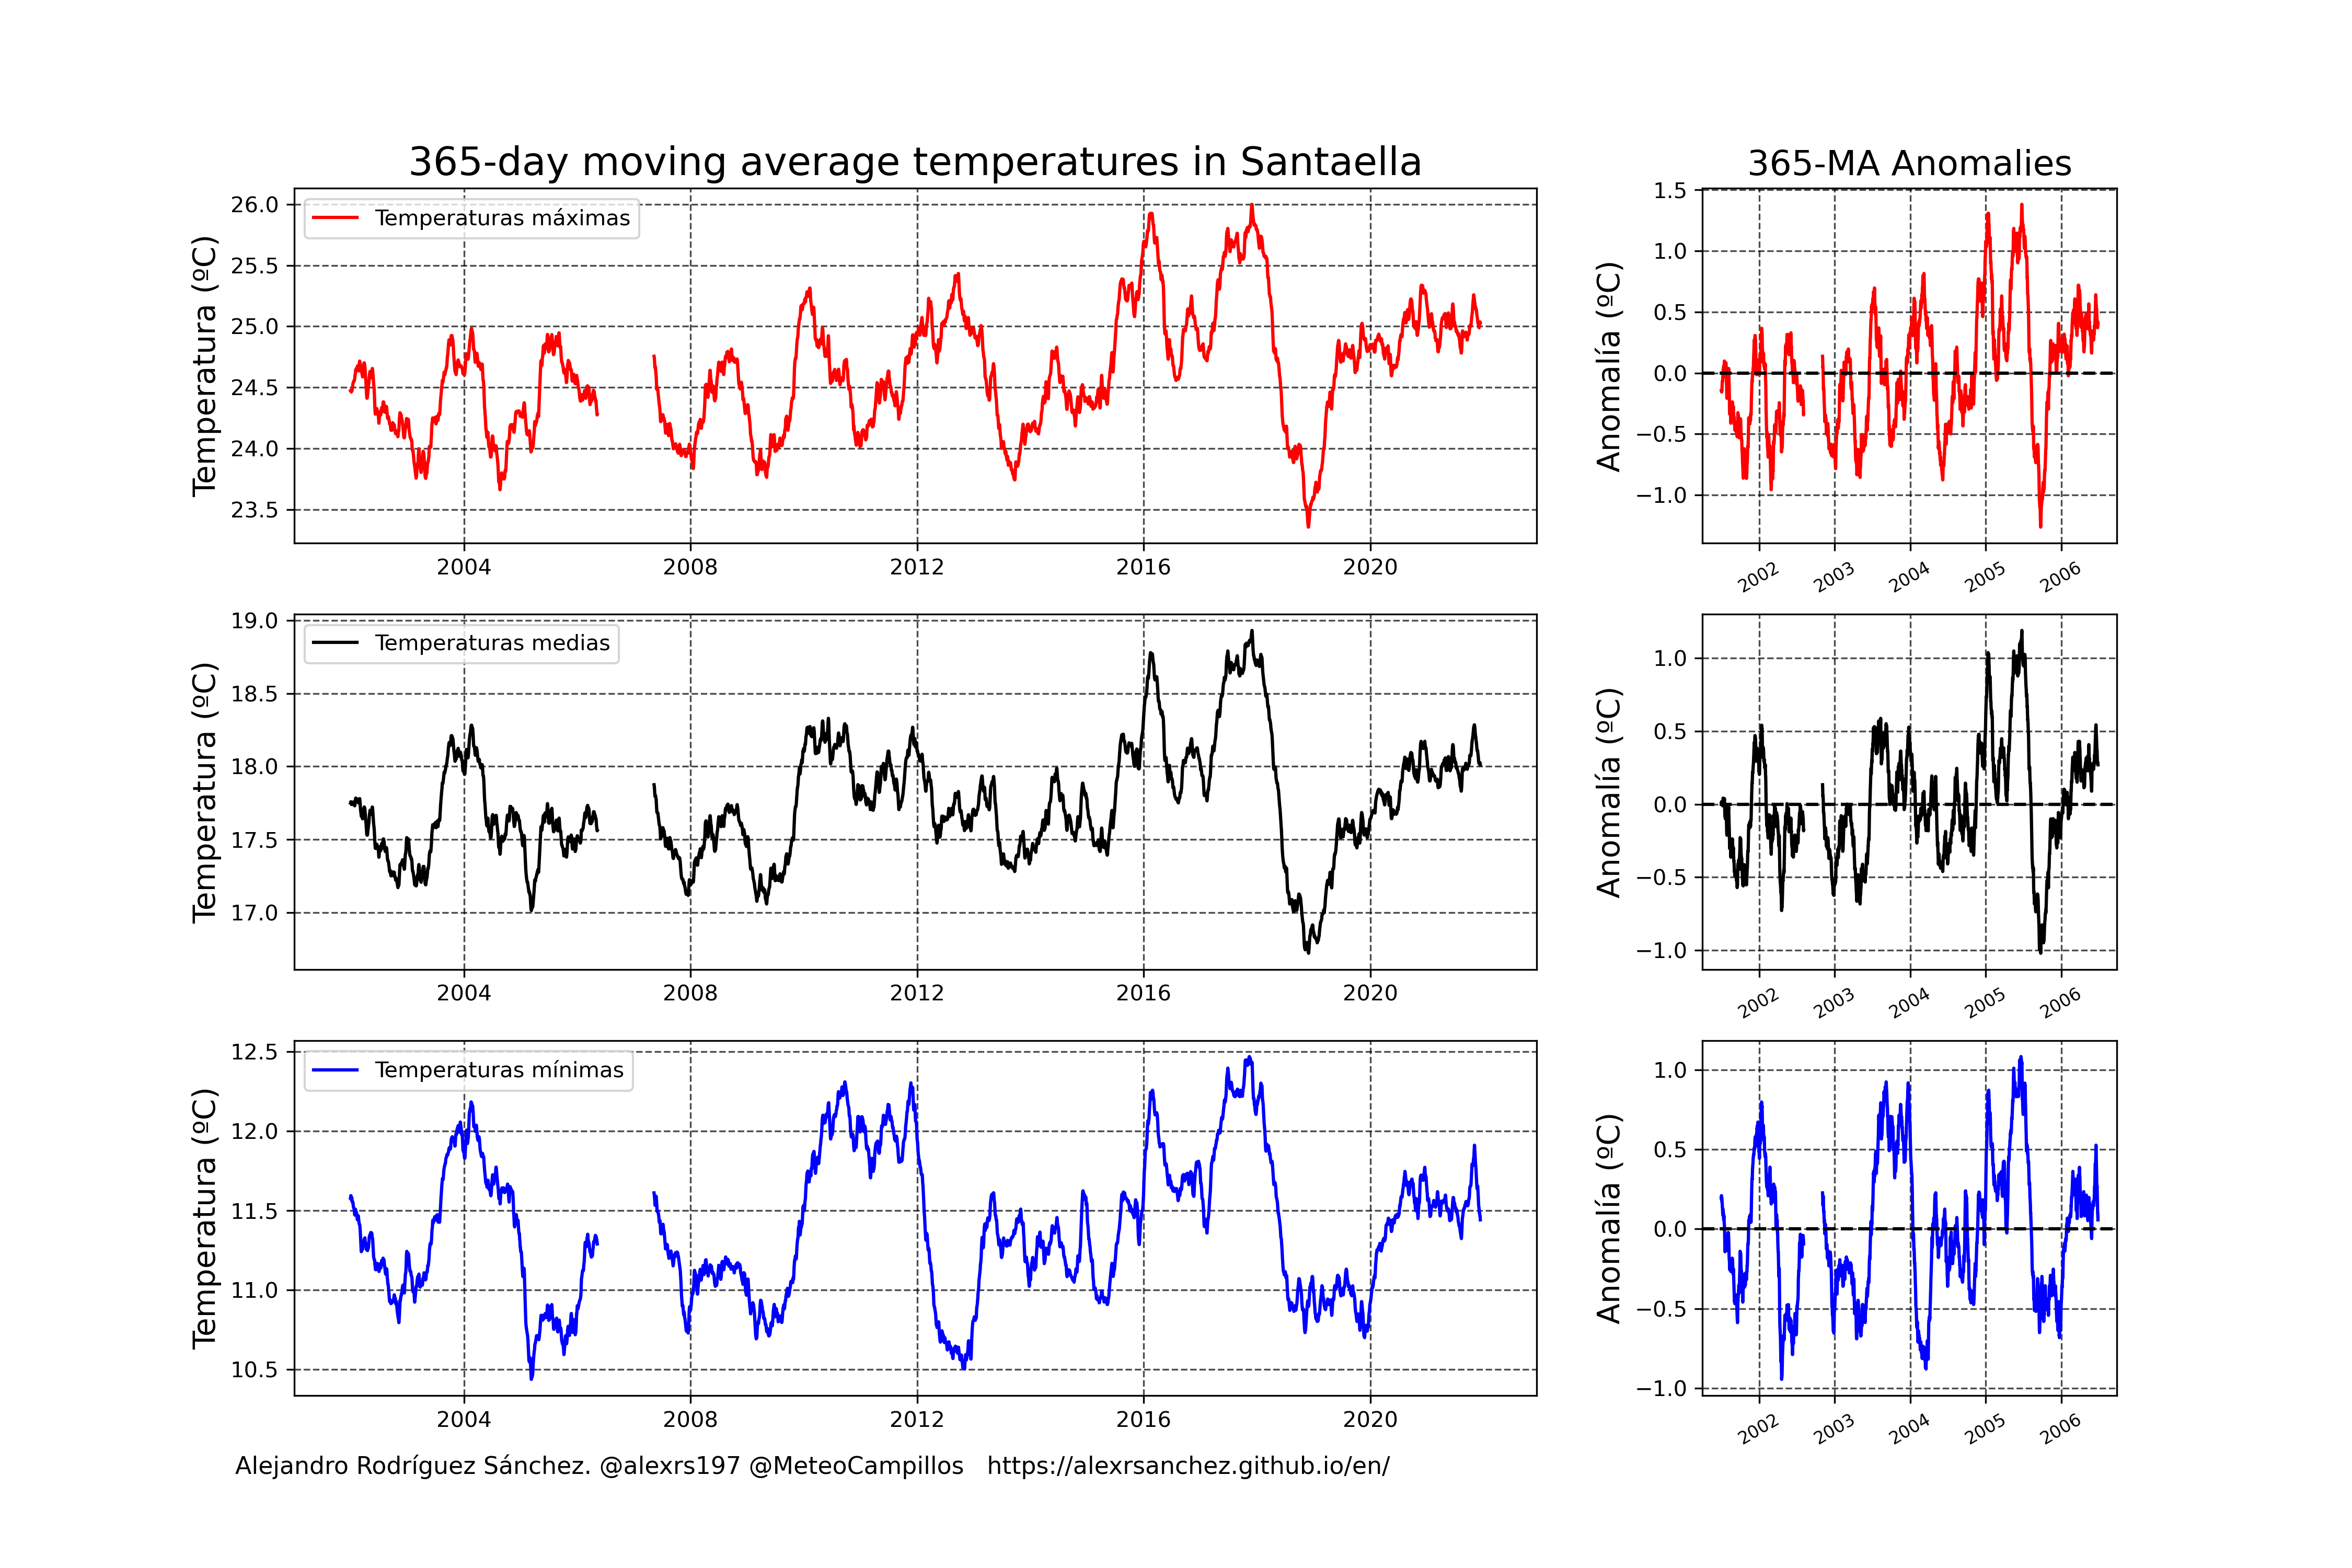 365-day moving average temperatures in Santaella
365-MA Anomalies
Temperatura (ºC)
26.0
25.5
25.0
24.5
24.0
23.5
Temperaturas máximas
2004 2008 2012 2016 2020
Anomalía (ºC)
1.5
1.0
0.5
0.0
−0.5
−1.0
2002 2003 2004 2005 2006
Temperatura (ºC)
19.0
18.5
18.0
17.5
17.0
Temperaturas medias
2004 2008 2012 2016 2020
Anomalía (ºC)
1.0
0.5
0.0
−0.5
−1.0
2002 2003 2004 2005 2006
Temperatura (ºC)
12.5
12.0
11.5
11.0
10.5
Temperaturas mínimas
2004 2008 2012 2016 2020
Anomalía (ºC)
1.0
0.5
0.0
−0.5
−1.0
2002 2003 2004 2005 2006
Alejandro Rodríguez Sánchez. @alexrs197 @MeteoCampillos https://alexrsanchez.github.io/en/